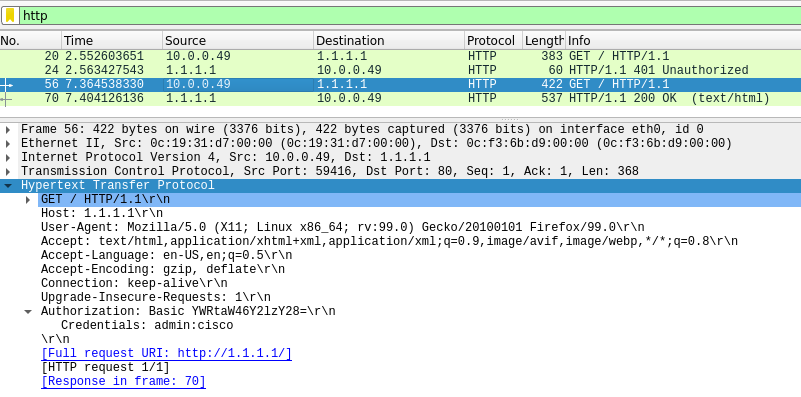 http
No. Time Source Destination Protocol Length Info
20 2.552603651 10.0.0.49 1.1.1.1 HTTP 383 GET / HTTP/1.1
24 2.563427543 1.1.1.1 10.0.0.49 HTTP 60 HTTP/1.1 401 Unauthorized
56 7.364538330 10.0.0.49 1.1.1.1 HTTP 422 GET / HTTP/1.1
70 7.404126136 1.1.1.1 10.0.0.49 HTTP 537 HTTP/1.1 200 OK (text/html)
Frame 56: 422 bytes on wire (3376 bits), 422 bytes captured (3376 bits) on interface eth0, id 0
Ethernet II, Src: 0c:19:31:d7:00:00 (0c:19:31:d7:00:00), Dst: 0c:f3:6b:d9:00:00 (0c:f3:6b:d9:00:00)
Internet Protocol Version 4, Src: 10.0.0.49, Dst: 1.1.1.1
Transmission Control Protocol, Src Port: 59416, Dst Port: 80, Seq: 1, Ack: 1, Len: 368
Hypertext Transfer Protocol
GET / HTTP/1.1\r\n
Host: 1.1.1.1\r\n
User-Agent: Mozilla/5.0 (X11; Linux x86_64; rv:99.0) Gecko/20100101 Firefox/99.0\r\n
Accept: text/html,application/xhtml+xml,application/xml;q=0.9,image/avif,image/webp,*/*;q=0.8\r\n
Accept-Language: en-US,en;q=0.5\r\n
Accept-Encoding: gzip, deflate\r\n
Connection: keep-alive\r\n
Upgrade-Insecure-Requests: 1\r\n
Authorization: Basic YWRtaW46Y2lzY28=\r\n
Credentials: admin:cisco
\r\n
[Full request URI: http://1.1.1.1/]
[HTTP request 1/1]
[Response in frame: 70]